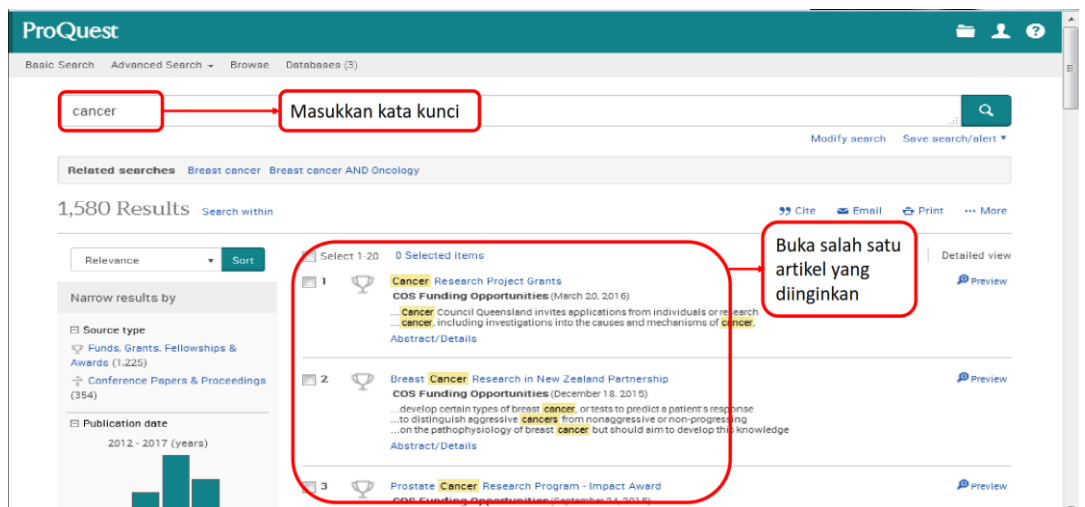 ProQuest
Basic Search Advanced Search Browse Databases (3)
cancer
Masukkan kata kunci
Modify search Save search/alert
Related searches Breast cancer Breast cancer AND Oncology
1,580 Results Search within
Cite Email Print ... More
Relevance Sort
Select 1-20 0 Selected items
Buka salah satu
artikel yang
diinginkan
Detailed view
Narrow results by
Source type
Funds, Grants, Fellowships &
Awards (1,225)
Conference Papers & Proceedings
(354)
Publication date
2012 - 2017 (years)
1 Cancer Research Project Grants
Preview
COS Funding Opportunities (March 20, 2016)
...Cancer Council Queensland invites applications from individuals or research
...cancer, including investigations into the causes and mechanisms of cancer.
Abstract/Details
2 Breast Cancer Research in New Zealand Partnership
Preview
COS Funding Opportunities (December 18, 2015)
...develop certain types of breast cancer, or tests to predict a patient's response
...to distinguish aggressive cancers from nonaggressive or non-progressing
...on the pathophysiology of breast cancer but should aim to develop this knowledge
Abstract/Details
3 Prostate Cancer Research Program - Impact Award
Preview
COS Funding Opportunities (September 24, 2015)